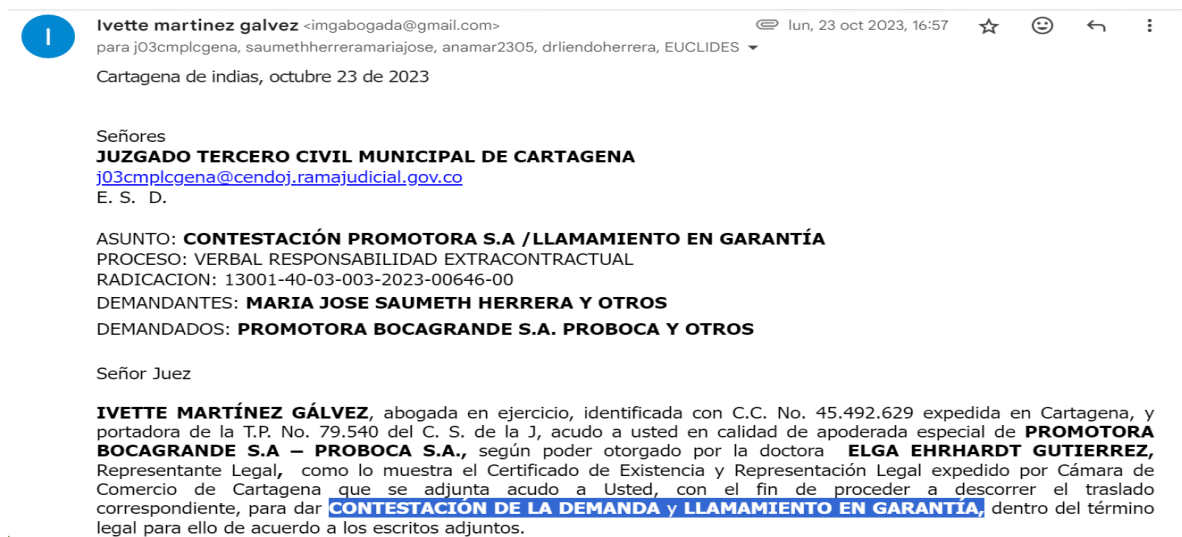 I
Ivette martinez galvez <imgabogada@gmail.com>
lun, 23 oct 2023, 16:57
para j03cmplcgena, saumethherreramariajose, anamar2305, drliendoherrera, EUCLIDES
Cartagena de indias, octubre 23 de 2023
Señores
JUZGADO TERCERO CIVIL MUNICIPAL DE CARTAGENA
j03cmplcgena@cendoj.ramajudicial.gov.co
E. S. D.
ASUNTO: CONTESTACIÓN PROMOTORA S.A /LLAMAMIENTO EN GARANTÍA
PROCESO: VERBAL RESPONSABILIDAD EXTRACONTRACTUAL
RADICACION: 13001-40-03-003-2023-00646-00
DEMANDANTES: MARIA JOSE SAUMETH HERRERA Y OTROS
DEMANDADOS: PROMOTORA BOCAGRANDE S.A. PROBOCA Y OTROS
Señor Juez
IVETTE MARTÍNEZ GÁLVEZ, abogada en ejercicio, identificada con C.C. No. 45.492.629 expedida en Cartagena, y
portadora de la T.P. No. 79.540 del C. S. de la J, acudo a usted en calidad de apoderada especial de PROMOTORA
BOCAGRANDE S.A – PROBOCA S.A., según poder otorgado por la doctora ELGA EHRHARDT GUTIERREZ,
Representante Legal, como lo muestra el Certificado de Existencia y Representación Legal expedido por Cámara de
Comercio de Cartagena que se adjunta acudo a Usted, con el fin de proceder a descorrer el traslado
correspondiente, para dar CONTESTACIÓN DE LA DEMANDA y LLAMAMIENTO EN GARANTÍA, dentro del término
legal para ello de acuerdo a los escritos adjuntos.